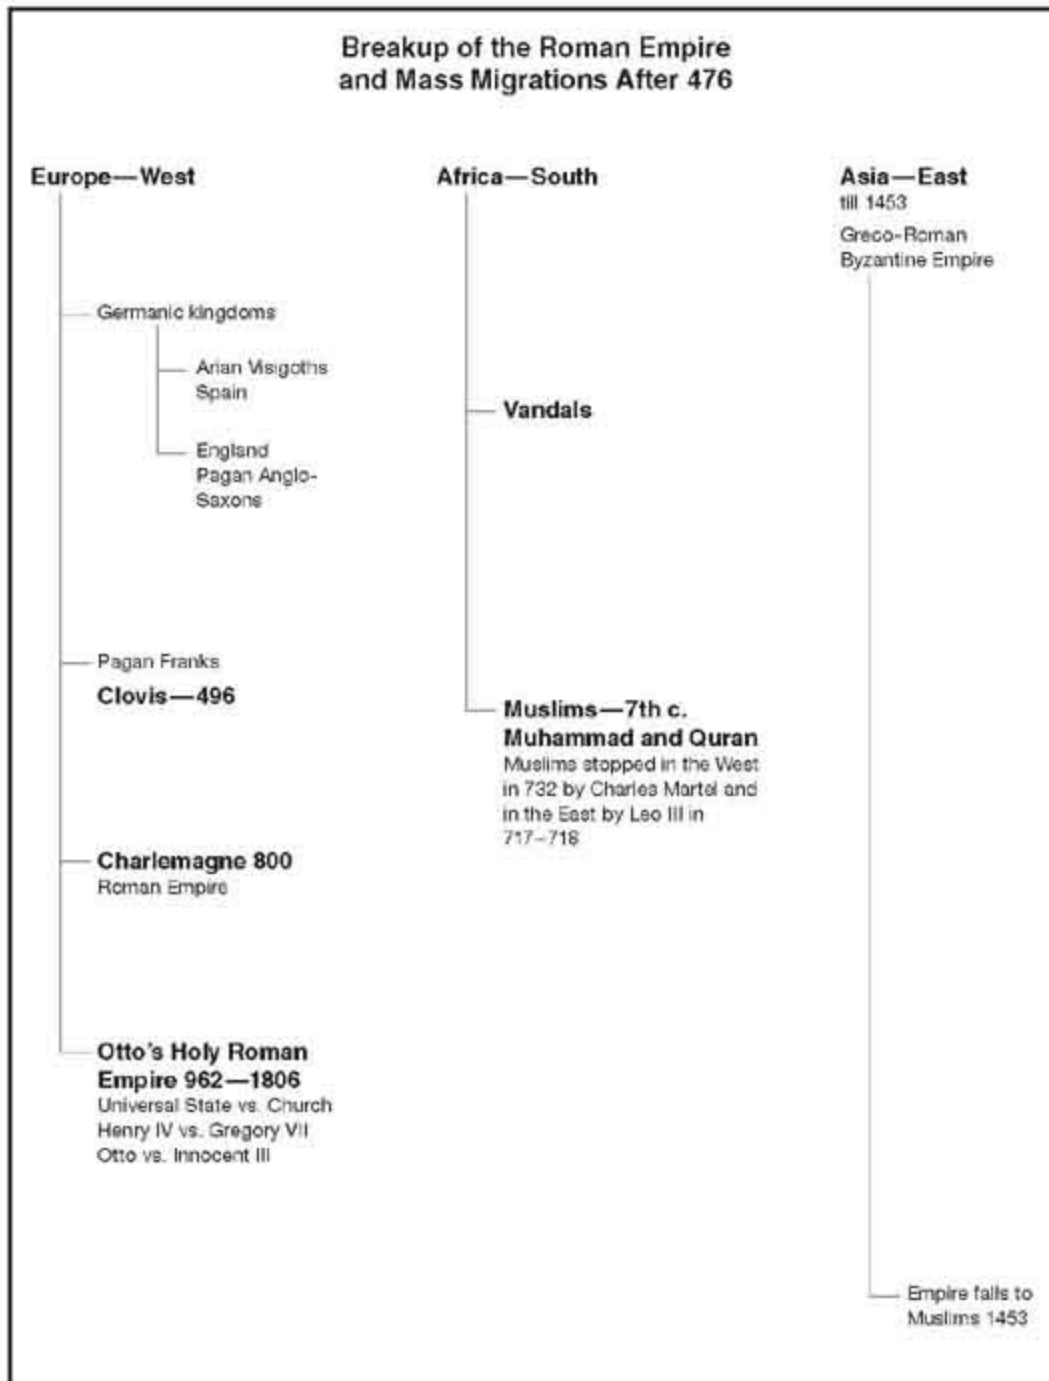 Breakup of the Roman Empire
and Mass Migrations After 476
Europe—West
Germanic kingdoms
Arian Visigoths
Spain
England
Pagan Anglo-
Saxons
Pagan Franks
Clovis—496
Charlemagne 800
Roman Empire
Otto's Holy Roman
Empire 962—1806
Universal State vs. Church
Henry IV vs. Gregory VII
Otto vs. Innocent III
Africa—South
Vandals
Muslims—7th c.
Muhammad and Quran
Muslims stopped in the West
in 732 by Charles Martel and
in the East by Leo III in
717–718
Asia—East
till 1453
Greco-Roman
Byzantine Empire
Empire falls to
Muslims 1453